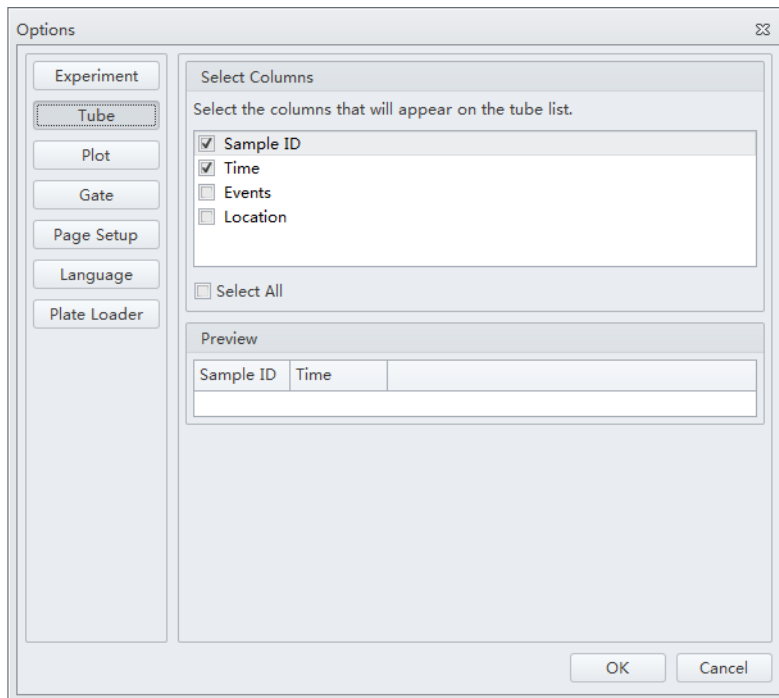 Options
Experiment
Tube
Plot
Gate
Page Setup
Language
Plate Loader
Select Columns
Select the columns that will appear on the tube list.
Sample ID
Time
Events
Location
Select All
Preview
Sample ID Time
OK Cancel